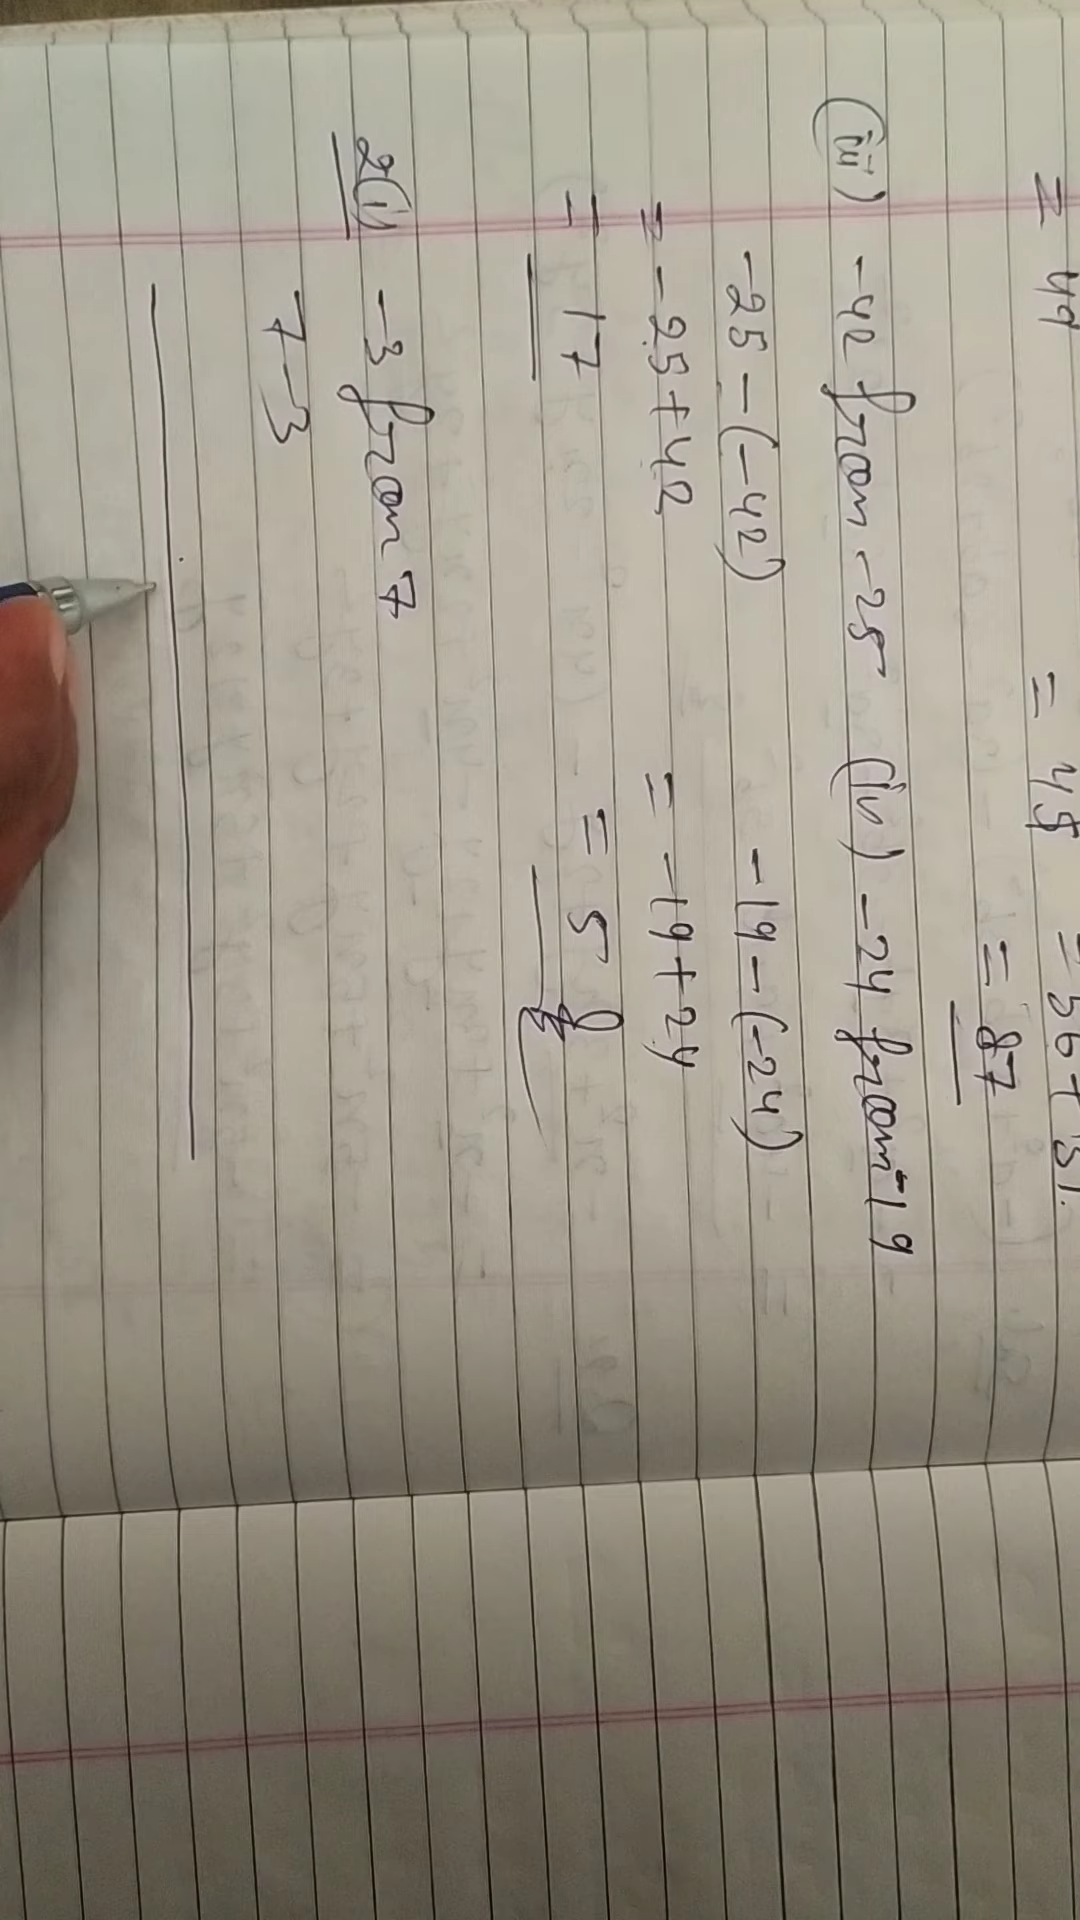 = 49 = 45 = 56+31.
= 87
(iii) -42 from -25 (iv) -24 from -19
-25-(-42) -19-(-24)
= -25+42 = -19+24
= 17 = 5
2(i) -3 from 7
7-3